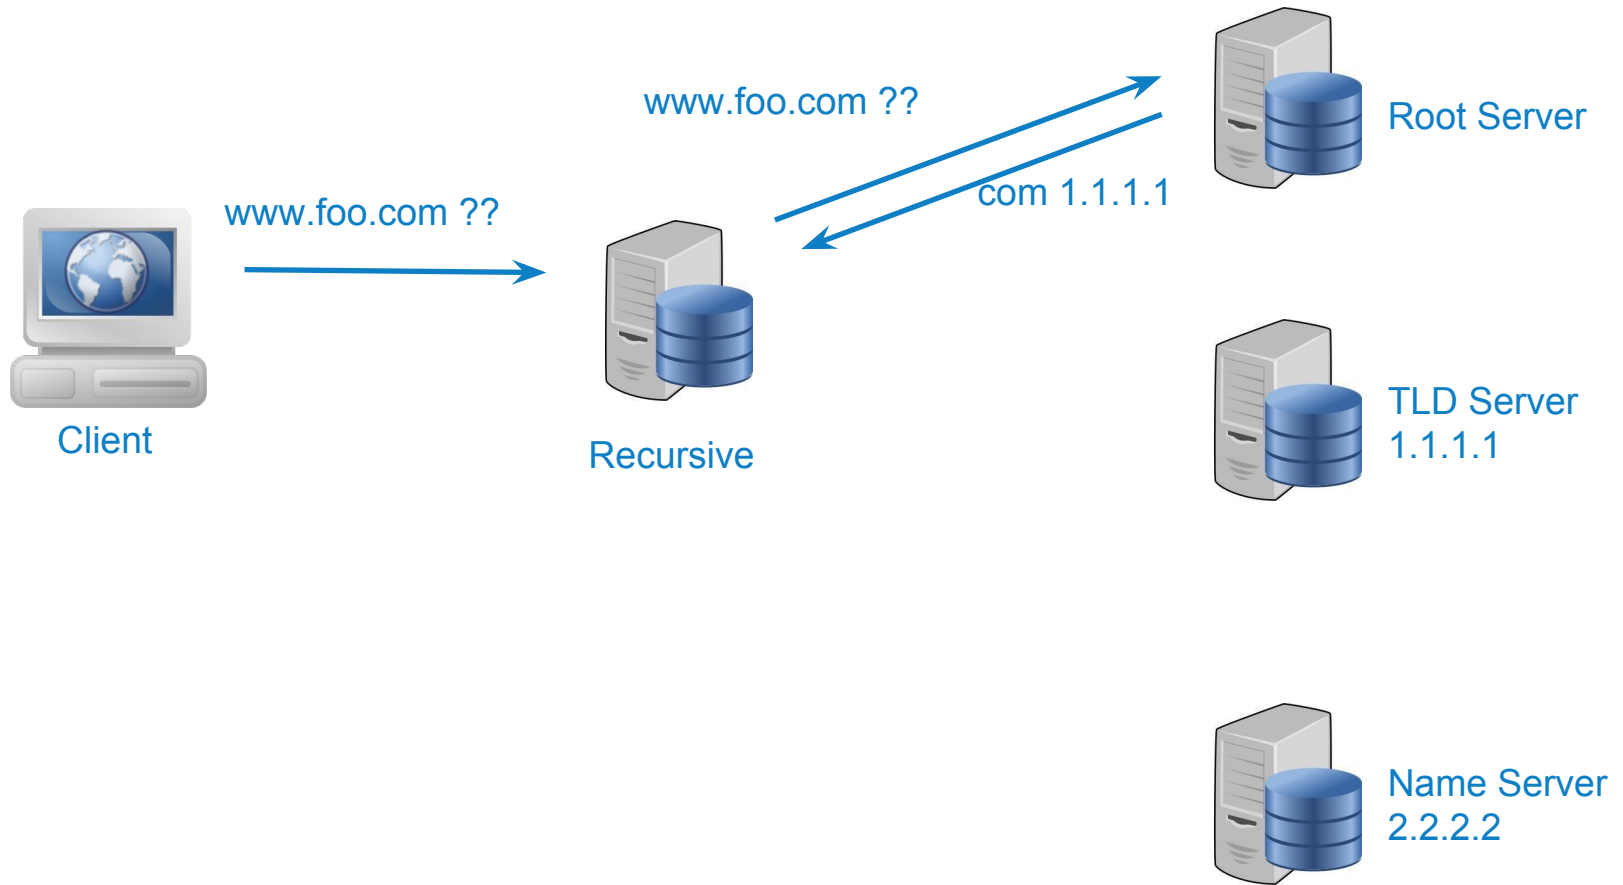 www.foo.com ??
Root Server
com 1.1.1.1
www.foo.com ??
Client
Recursive
TLD Server
1.1.1.1
Name Server
2.2.2.2